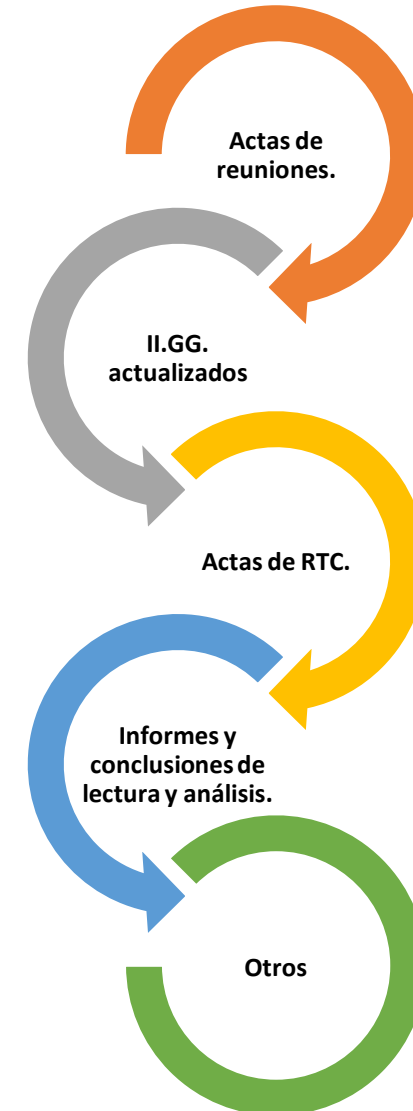 Actas de
reuniones.
II.GG.
actualizados
Actas de RTC.
Informes y
conclusiones de
lectura y análisis.
Otros